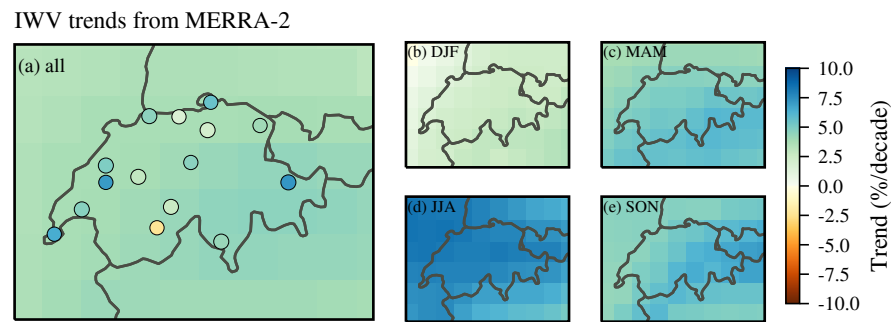 IWV trends from MERRA-2
(a) all
(b) DJF
(c) MAM
(d) JJA
(e) SON
10.0
7.5
5.0
2.5
0.0
-2.5
-5.0
-7.5
-10.0
Trend (%/decade)